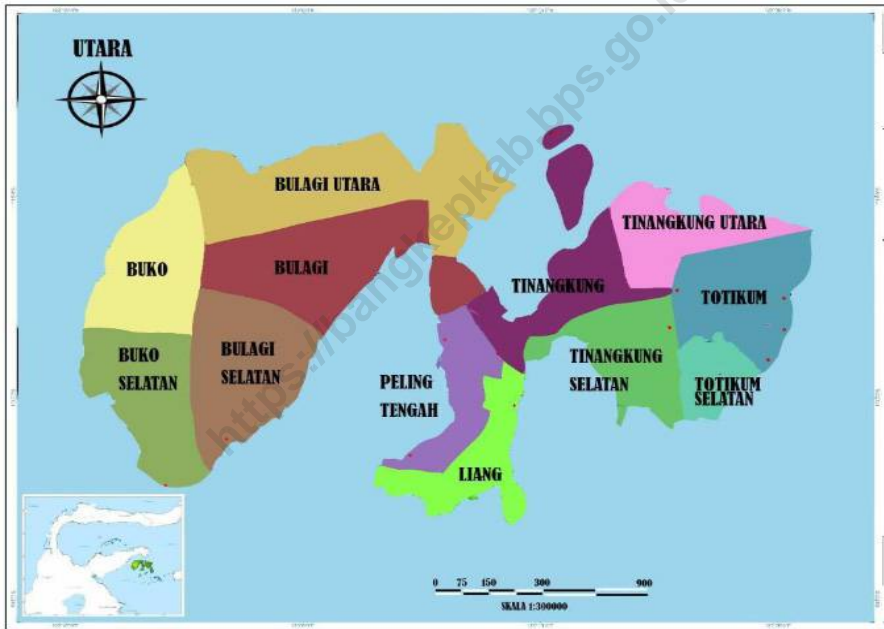 UTARA
BULAGI UTARA
TINANGKUNG UTARA
BUKO
BULAGI
TINANGKUNG
TOTIKUM
BUKO
SELATAN
BULAGI
SELATAN
PELING
TENGAH
TINANGKUNG
SELATAN
TOTIKUM
SELATAN
LIANG
0 75 150 300 900
SKALA 1:300000
https://bangkepkab.bps.go.id